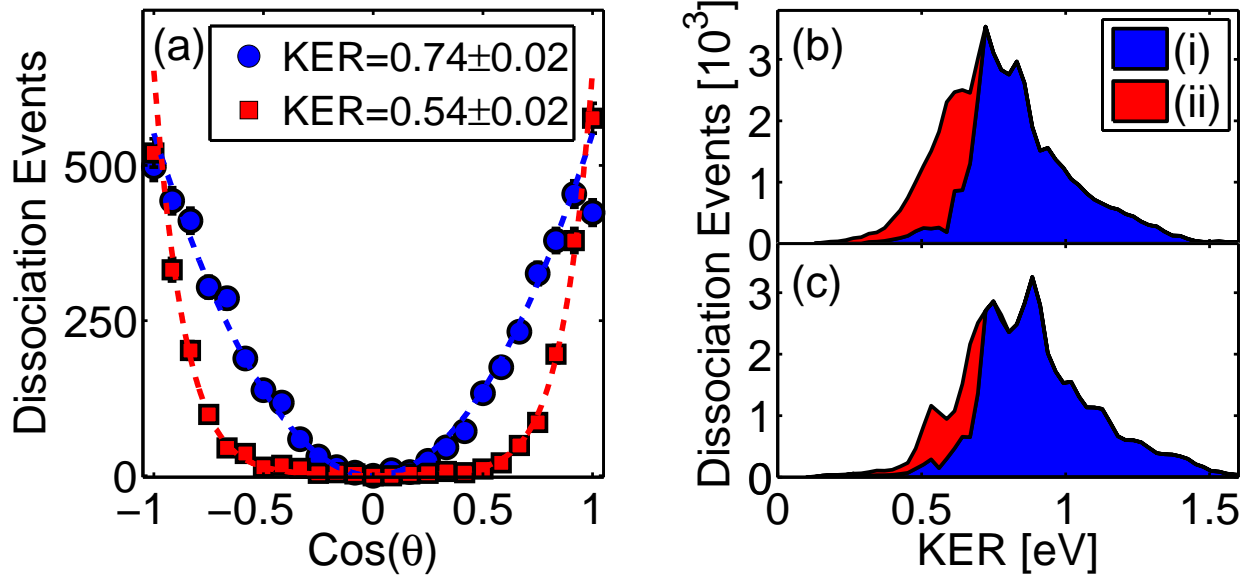 (a)
KER=0.74±0.02
KER=0.54±0.02
Dissociation Events
500
250
0
−1
−0.5
0
0.5
1
Cos(θ)
(b)
(i)
(ii)
Dissociation Events [10³]
3
2
1
0
(c)
3
2
1
0
0
0.5
1
1.5
KER [eV]